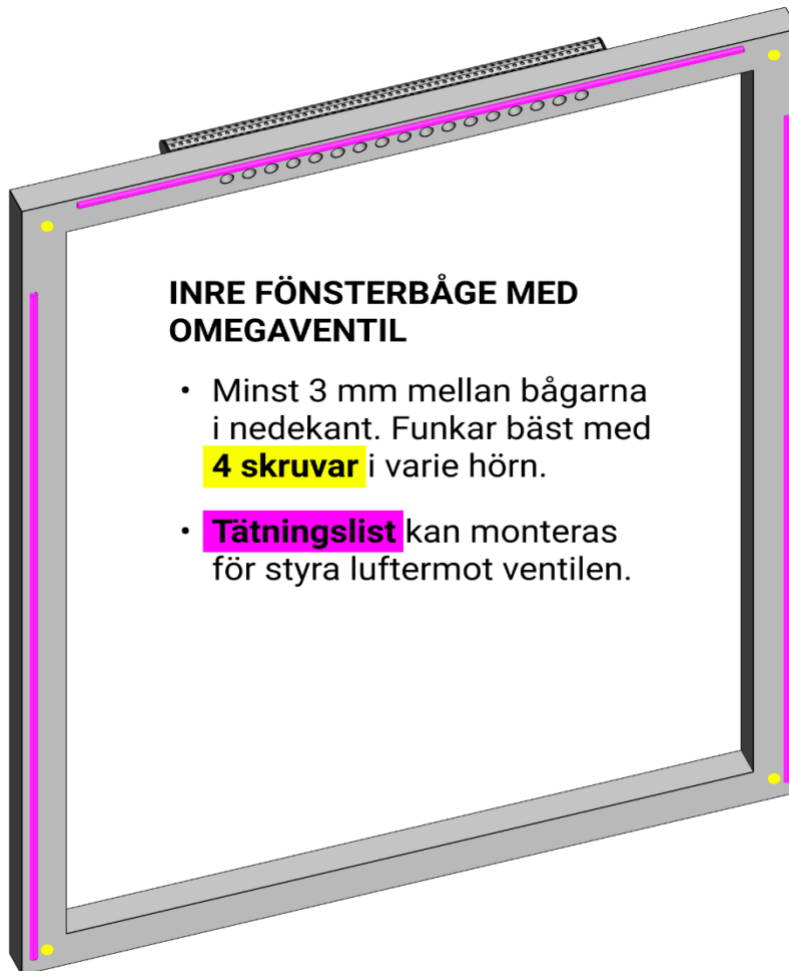 INRE FÖNSTERBÅGE MED
OMEGAVENTIL
• Minst 3 mm mellan bågarna
i nedekant. Funkar bäst med
4 skruvar i varie hörn.
• Tätningslist kan monteras
för styra luftermot ventilen.